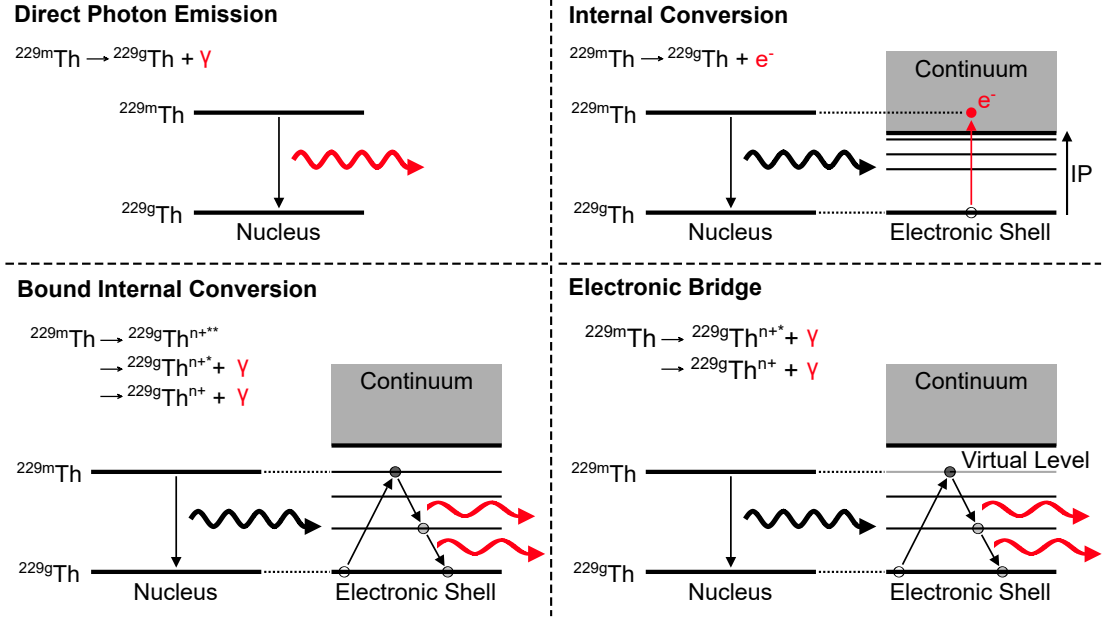 Direct Photon Emission
²²⁹ᵐTh → ²²⁹ᵍTh + γ
²²⁹ᵐTh
²²⁹ᵍTh
Nucleus
Internal Conversion
²²⁹ᵐTh → ²²⁹ᵍTh + e⁻
Continuum
²²⁹ᵐTh
e⁻
IP
²²⁹ᵍTh
Nucleus
Electronic Shell
Bound Internal Conversion
²²⁹ᵐTh → ²²⁹ᵍThⁿ⁺**
→ ²²⁹ᵍThⁿ⁺* + γ
→ ²²⁹ᵍThⁿ⁺ + γ
Continuum
²²⁹ᵐTh
²²⁹ᵍTh
Nucleus
Electronic Shell
Electronic Bridge
²²⁹ᵐTh → ²²⁹ᵍThⁿ⁺* + γ
→ ²²⁹ᵍThⁿ⁺ + γ
Continuum
Virtual Level
²²⁹ᵐTh
²²⁹ᵍTh
Nucleus
Electronic Shell